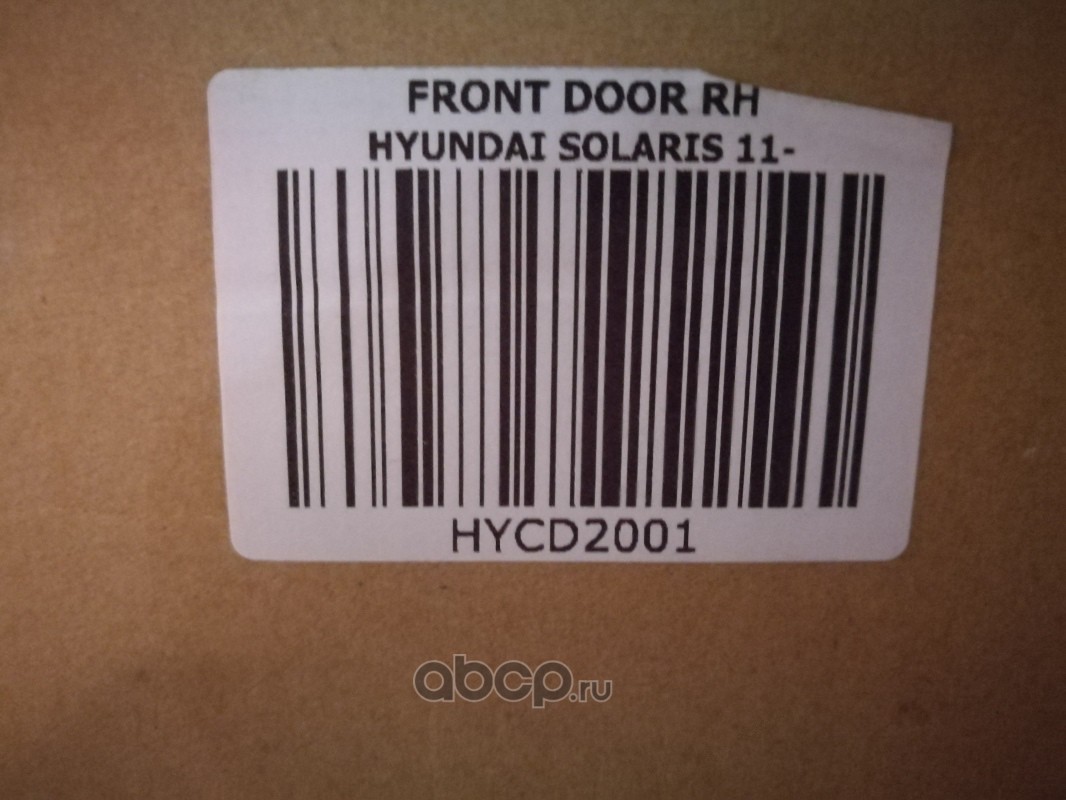 FRONT DOOR RH
HYUNDAI SOLARIS 11-
HYCD2001
abcp.ru